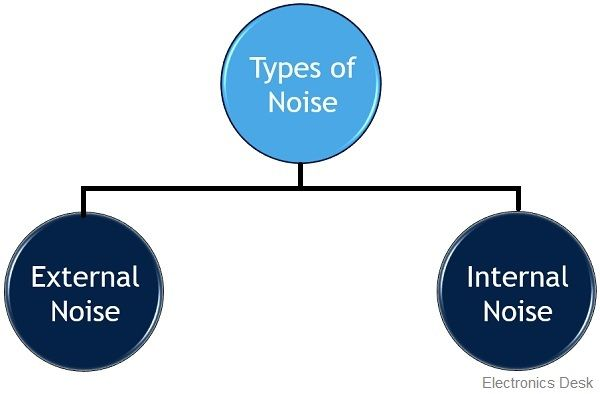 Types of
Noise
External
Noise
Internal
Noise
Electronics Desk